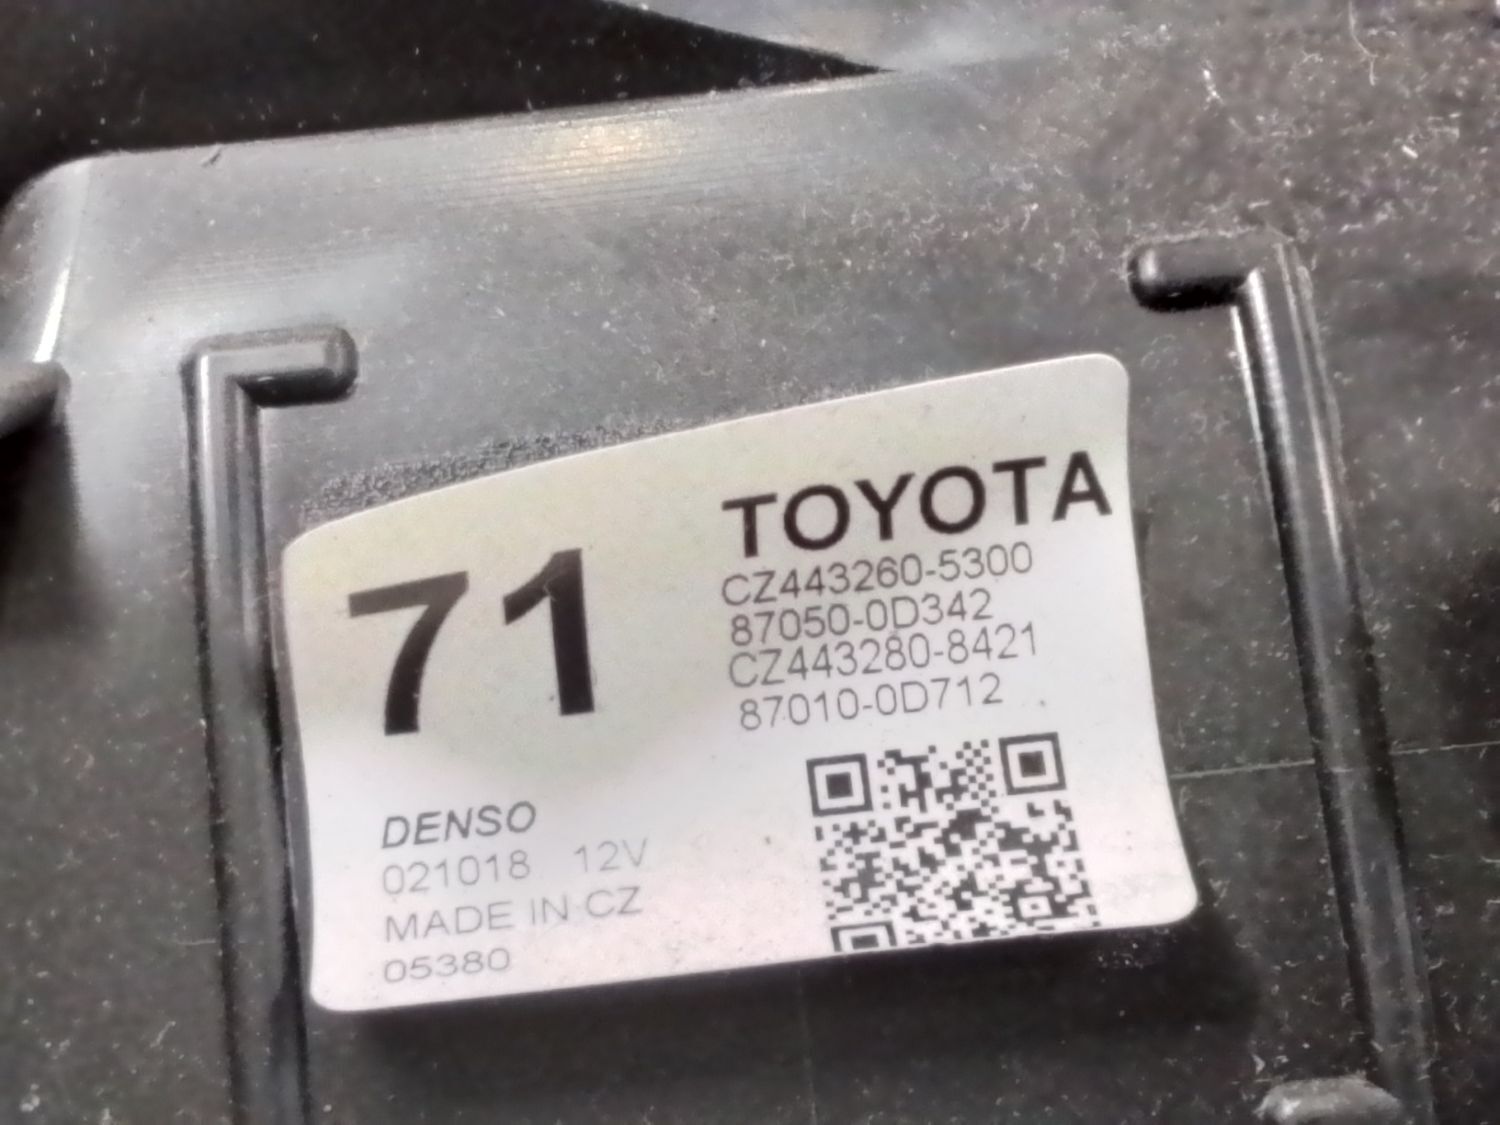 71
TOYOTA
CZ443260-5300
87050-0D342
CZ443280-8421
87010-0D712
DENSO
021018 12V
MADE IN CZ
05380